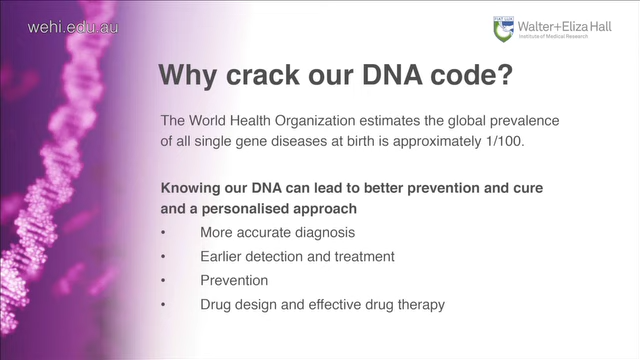 wehi.edu.au
Walter+Eliza Hall
Institute of Medical Research
Why crack our DNA code?
The World Health Organization estimates the global prevalence
of all single gene diseases at birth is approximately 1/100.
Knowing our DNA can lead to better prevention and cure
and a personalised approach
• More accurate diagnosis
• Earlier detection and treatment
• Prevention
• Drug design and effective drug therapy